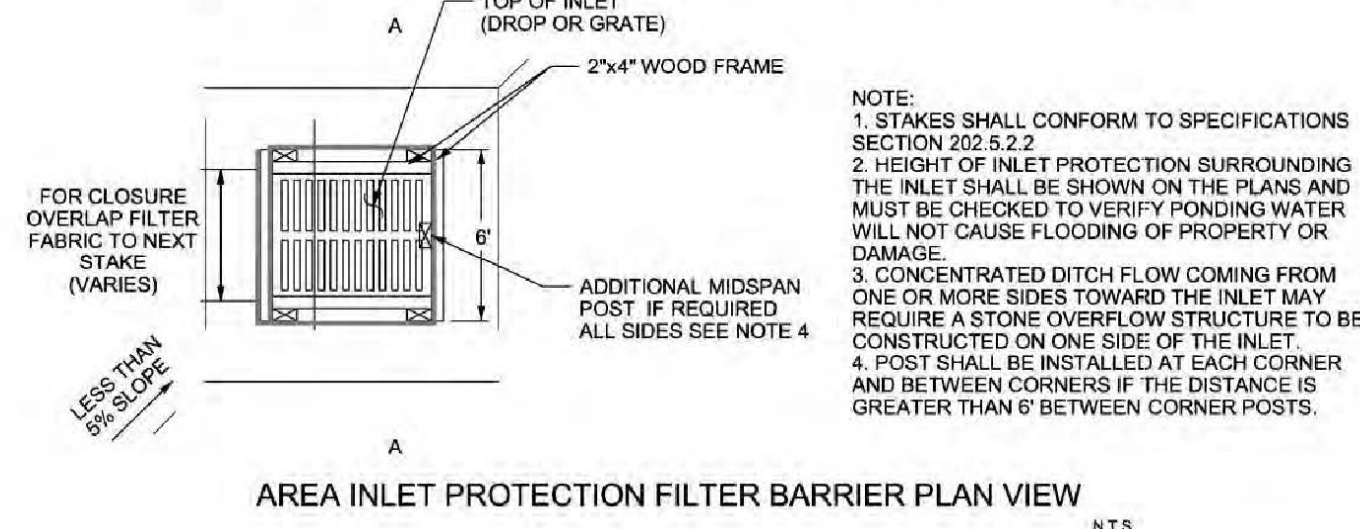 TOP OF INLET
(DROP OR GRATE)
A
2"x4" WOOD FRAME
FOR CLOSURE
OVERLAP FILTER
FABRIC TO NEXT
STAKE
(VARIES)
6'
ADDITIONAL MIDSPAN
POST IF REQUIRED
ALL SIDES SEE NOTE 4
LESS THAN
5% SLOPE
A
NOTE:
1. STAKES SHALL CONFORM TO SPECIFICATIONS
SECTION 202.5.2.2
2. HEIGHT OF INLET PROTECTION SURROUNDING
THE INLET SHALL BE SHOWN ON THE PLANS AND
MUST BE CHECKED TO VERIFY PONDING WATER
WILL NOT CAUSE FLOODING OF PROPERTY OR
DAMAGE.
3. CONCENTRATED DITCH FLOW COMING FROM
ONE OR MORE SIDES TOWARD THE INLET MAY
REQUIRE A STONE OVERFLOW STRUCTURE TO BE
CONSTRUCTED ON ONE SIDE OF THE INLET.
4. POST SHALL BE INSTALLED AT EACH CORNER
AND BETWEEN CORNERS IF THE DISTANCE IS
GREATER THAN 6' BETWEEN CORNER POSTS.
AREA INLET PROTECTION FILTER BARRIER PLAN VIEW
N.T.S.